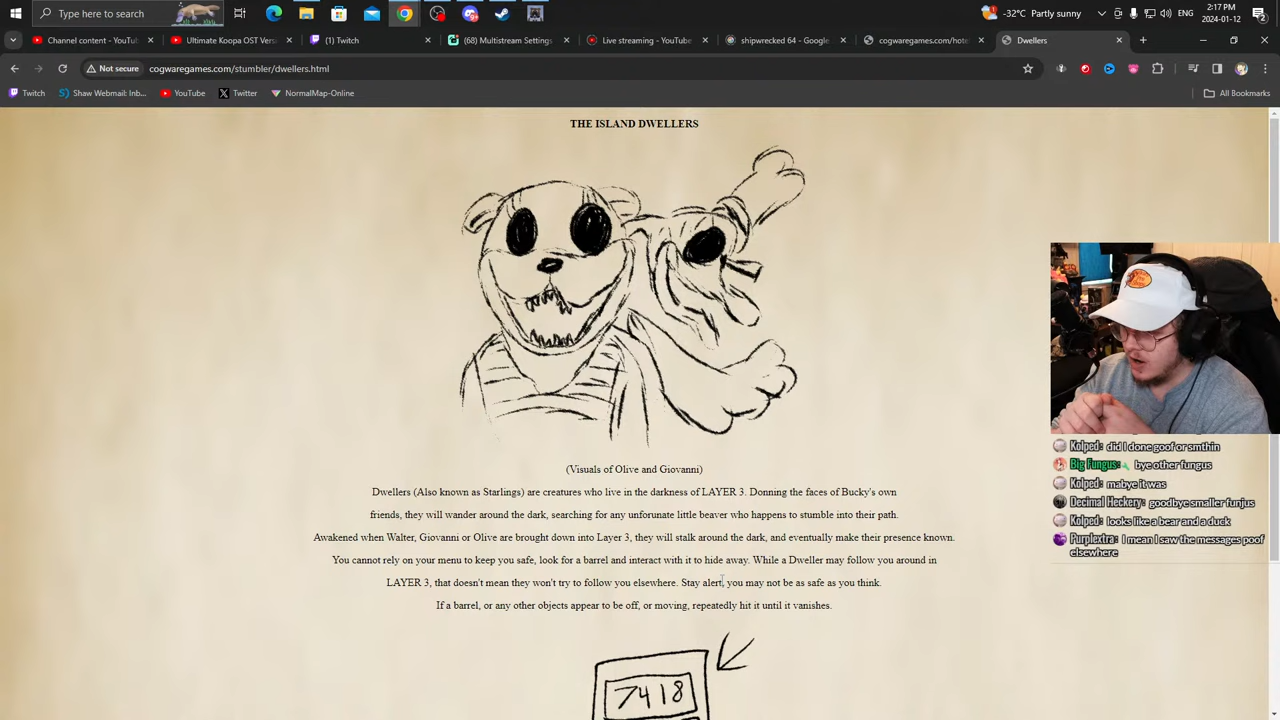 Type here to search
-32°C Partly sunny
ENG
2:17 PM
2024-01-12
2
Channel content - YouTu
Ultimate Koopa OST Vers
(1) Twitch
(68) Multistream Settings
Live streaming - YouTube
shipwrecked 64 - Google
cogwaregames.com/hote
Dwellers
Not secure
cogwaregames.com/stumbler/dwellers.html
Twitch
Shaw Webmail: Inb...
YouTube
Twitter
NormalMap-Online
All Bookmarks
THE ISLAND DWELLERS
(Visuals of Olive and Giovanni)
Dwellers (Also known as Starlings) are creatures who live in the darkness of LAYER 3. Donning the faces of Bucky's own
friends, they will wander around the dark, searching for any unforunate little beaver who happens to stumble into their path.
Awakened when Walter, Giovanni or Olive are brought down into Layer 3, they will stalk around the dark, and eventually make their presence known.
You cannot rely on your menu to keep you safe, look for a barrel and interact with it to hide away. While a Dweller may follow you around in
LAYER 3, that doesn't mean they won't try to follow you elsewhere. Stay alert, you may not be as safe as you think.
If a barrel, or any other objects appear to be off, or moving, repeatedly hit it until it vanishes.
7418
Kolped: did I done goof or smthin
Big Fungus: bye other fungus
Kolped: mabye it was
Decimal Heckery: goodbye smaller funjus
Kolped: looks like a bear and a duck
Purplextra: I mean I saw the messages poof
elsewhere